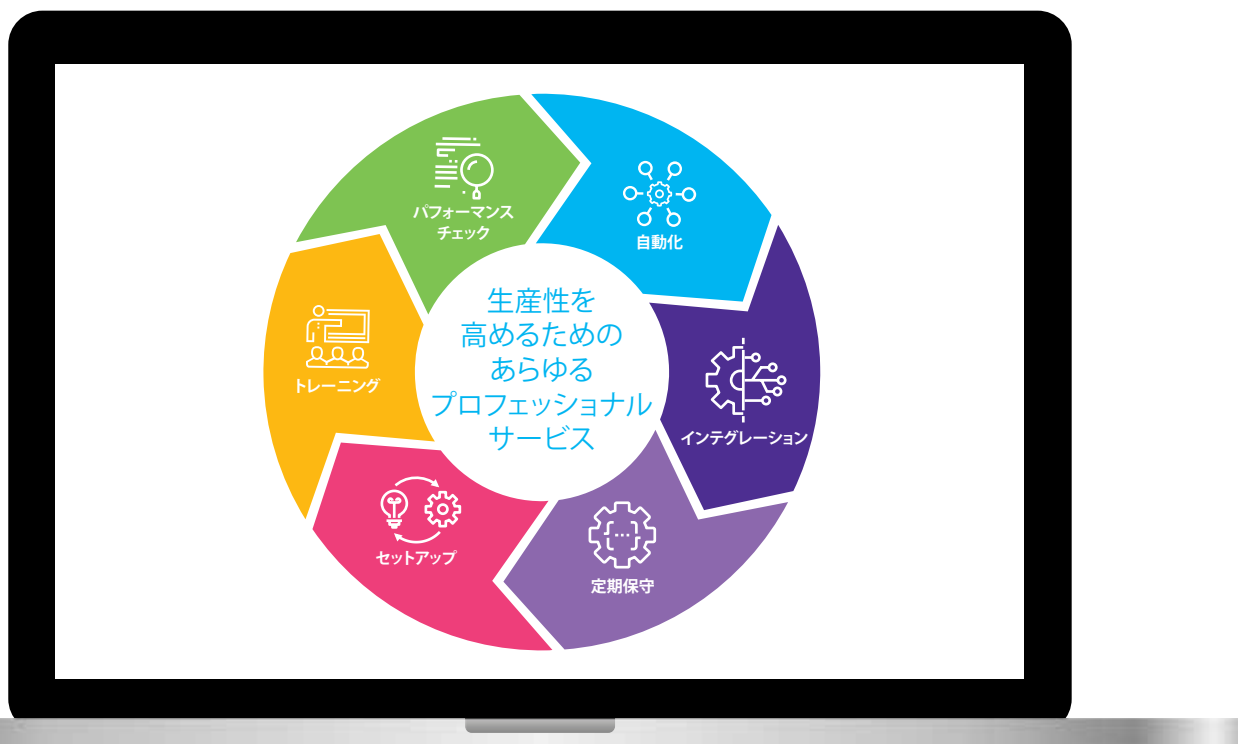 パフォーマンス
チェック
自動化
生産性を
高めるための
あらゆる
プロフェッショナル
サービス
トレーニング
インテグレーション
セットアップ
定期保守